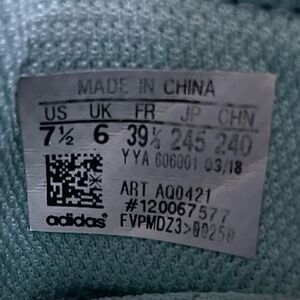 MADE IN CHINA
US UK FR JP CHN
7½ 6 39⅓ 245 240
YYA 606001 03/18
ART AQ0421
#120067577
adidas FVPMDZ3>00250